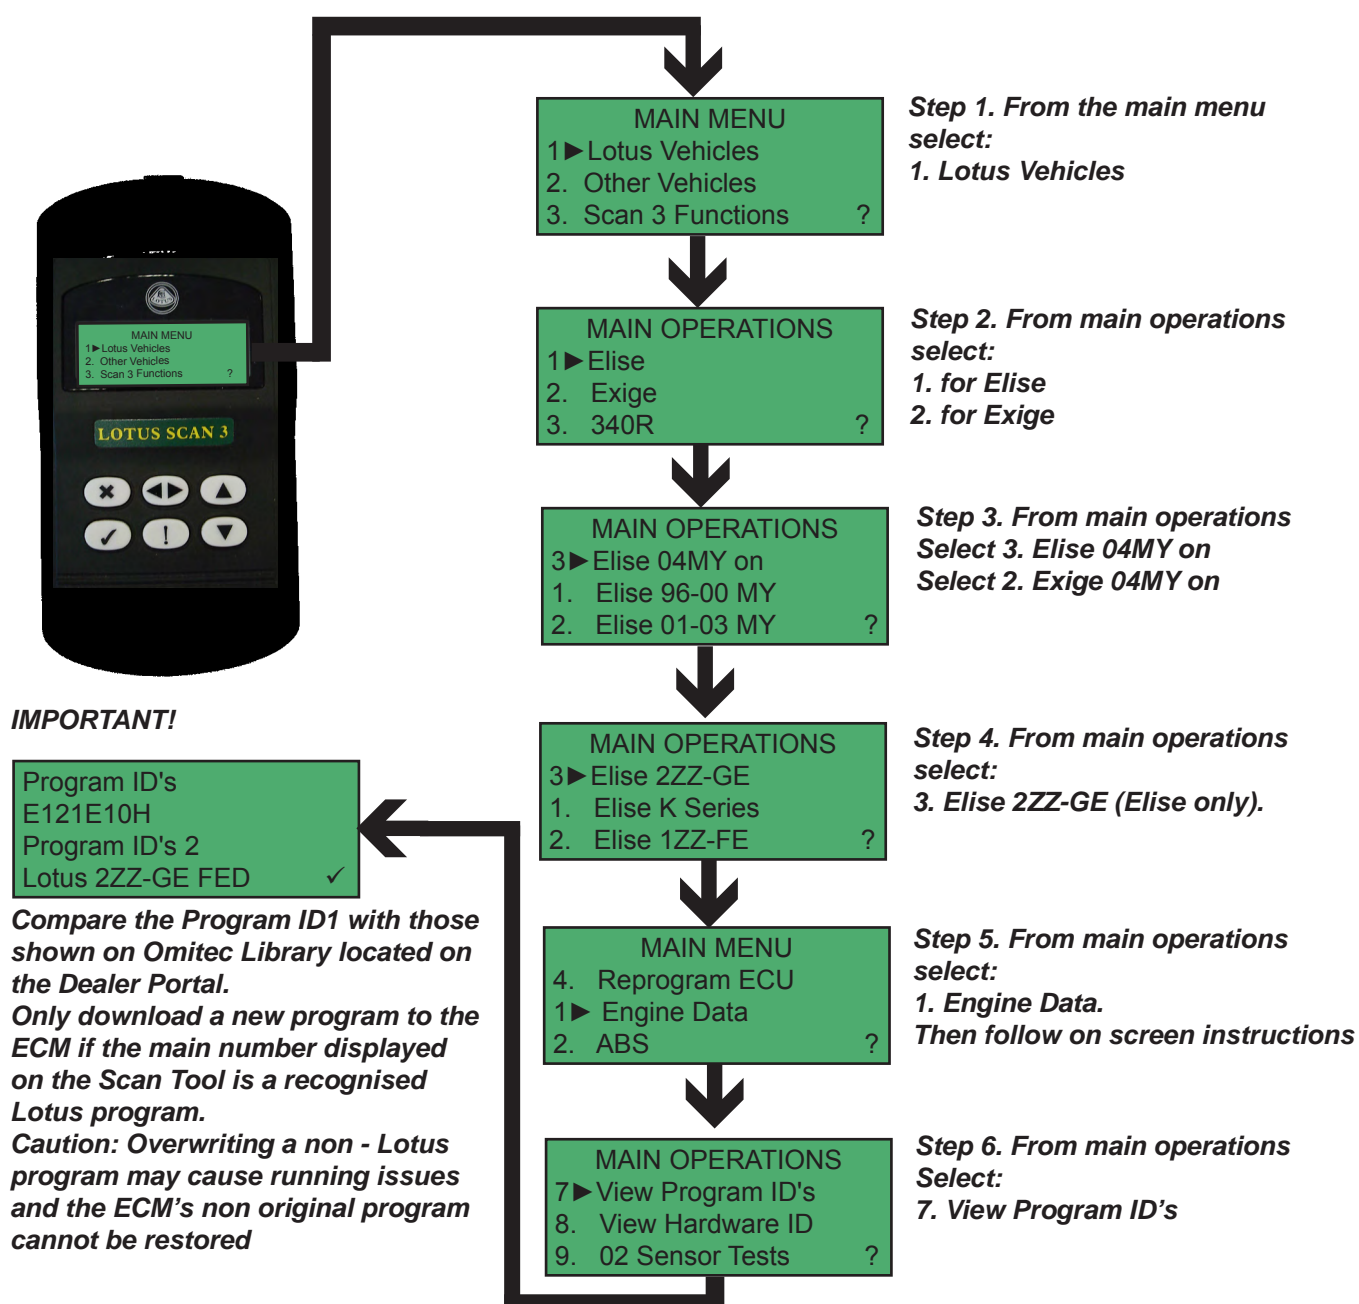 MAIN MENU
1►Lotus Vehicles
2. Other Vehicles
3. Scan 3 Functions ?
Step 1. From the main menu
select:
1. Lotus Vehicles
LOTUS
MAIN MENU
1►Lotus Vehicles
2. Other Vehicles
3. Scan 3 Functions ?
LOTUS SCAN 3
MAIN OPERATIONS
1►Elise
2. Exige
3. 340R ?
Step 2. From main operations
select:
1. for Elise
2. for Exige
MAIN OPERATIONS
3►Elise 04MY on
1. Elise 96-00 MY
2. Elise 01-03 MY ?
Step 3. From main operations
Select 3. Elise 04MY on
Select 2. Exige 04MY on
MAIN OPERATIONS
3►Elise 2ZZ-GE
1. Elise K Series
2. Elise 1ZZ-FE ?
Step 4. From main operations
select:
3. Elise 2ZZ-GE (Elise only).
MAIN MENU
4. Reprogram ECU
1► Engine Data
2. ABS ?
Step 5. From main operations
select:
1. Engine Data.
Then follow on screen instructions
MAIN OPERATIONS
7►View Program ID's
8. View Hardware ID
9. 02 Sensor Tests ?
Step 6. From main operations
Select:
7. View Program ID's
IMPORTANT!
Program ID's
E121E10H
Program ID's 2
Lotus 2ZZ-GE FED ✓
Compare the Program ID1 with those
shown on Omitec Library located on
the Dealer Portal.
Only download a new program to the
ECM if the main number displayed
on the Scan Tool is a recognised
Lotus program.
Caution: Overwriting a non - Lotus
program may cause running issues
and the ECM's non original program
cannot be restored